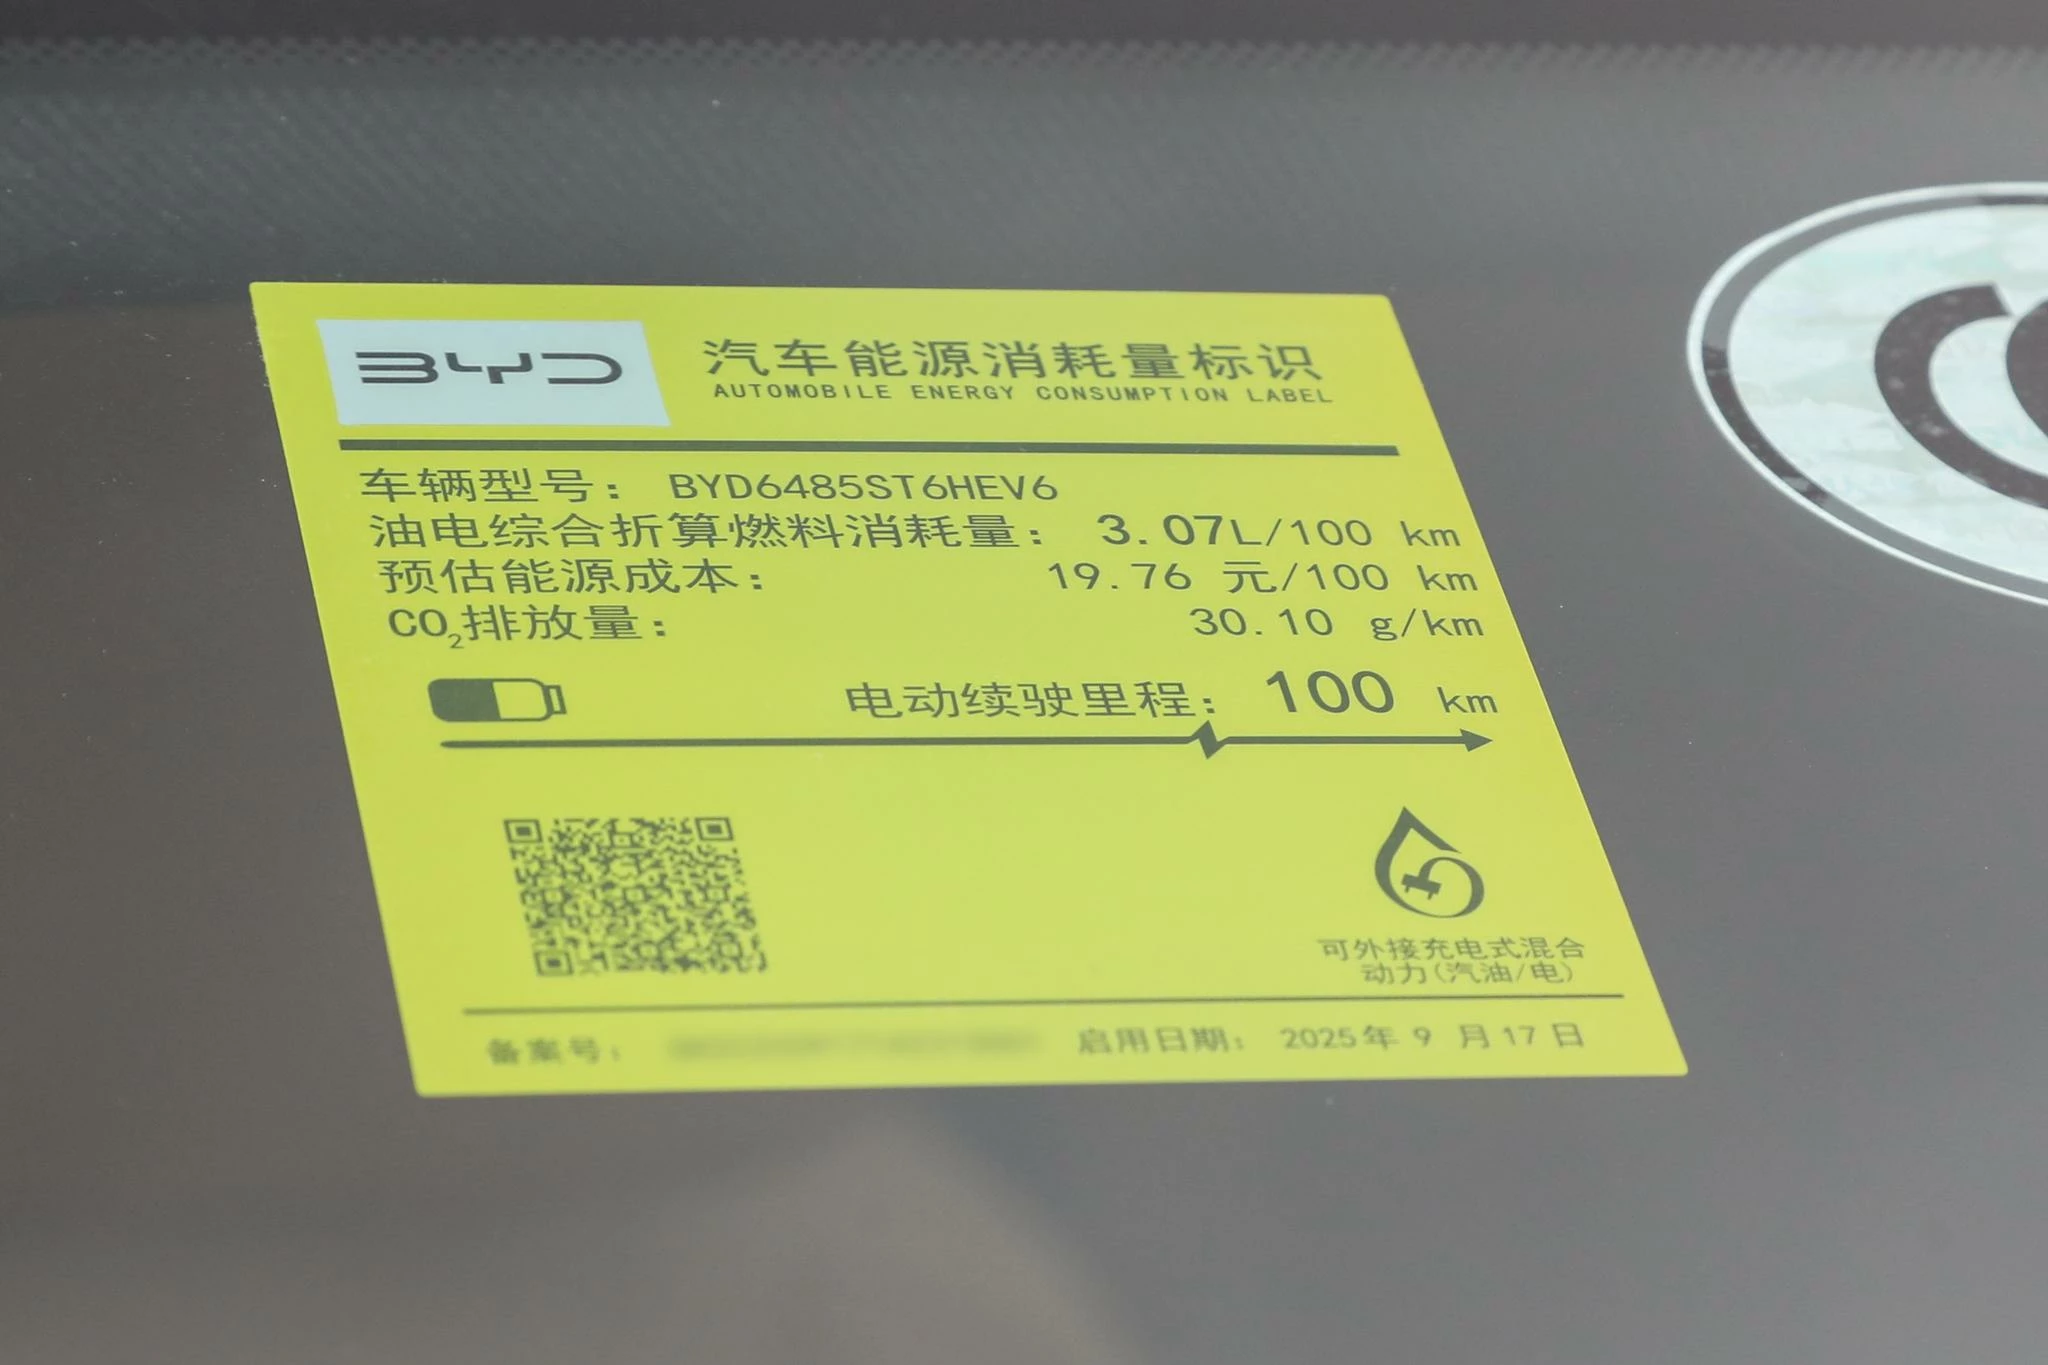 BYD
汽车能源消耗量标识
AUTOMOBILE ENERGY CONSUMPTION LABEL
车辆型号： BYD6485ST6HEV6
油电综合折算燃料消耗量： 3.07L/100 km
预估能源成本： 19.76 元/100 km
CO₂排放量： 30.10 g/km
电动续驶里程： 100 km
可外接充电式混合
动力(汽油/电)
备案号： 启用日期： 2025年 9 月17 日